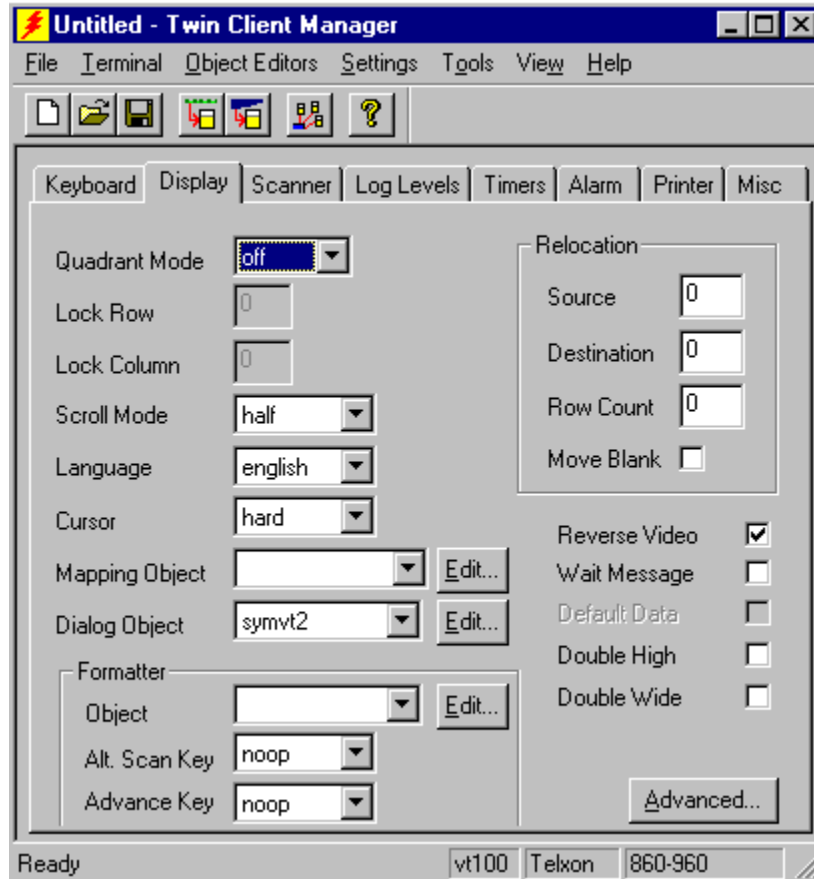 Untitled - Twin Client Manager
File Terminal Object Editors Settings Tools View Help
Keyboard Display Scanner Log Levels Timers Alarm Printer Misc
Quadrant Mode off
Lock Row 0
Lock Column 0
Scroll Mode half
Language english
Cursor hard
Mapping Object Edit...
Dialog Object symvt2 Edit...
Formatter
Object Edit...
Alt. Scan Key noop
Advance Key noop
Relocation
Source 0
Destination 0
Row Count 0
Move Blank
Reverse Video
Wait Message
Default Data
Double High
Double Wide
Advanced...
Ready vt100 Telxon 860-960